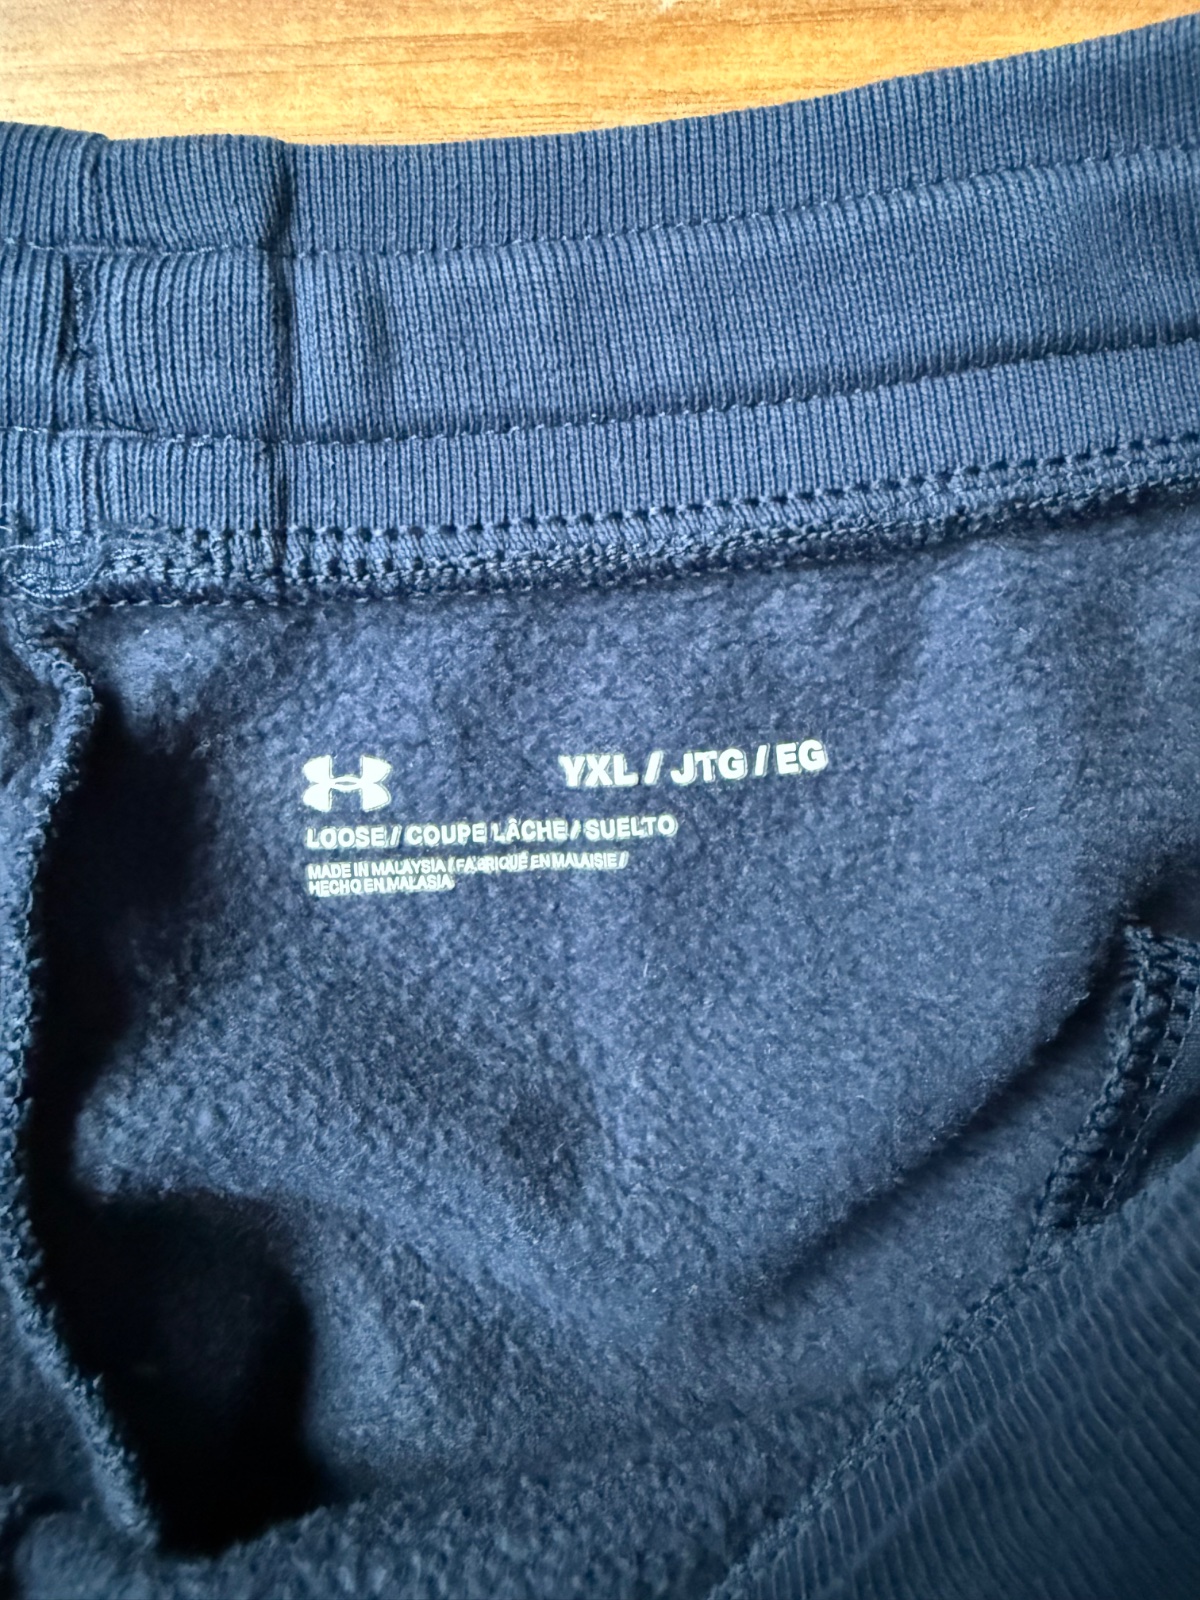 YXL / JTG / EG
LOOSE / COUPE LÂCHE / SUELTO
MADE IN MALAYSIA / FABRIQUÉ EN MALAISIE /
HECHO EN MALASIA